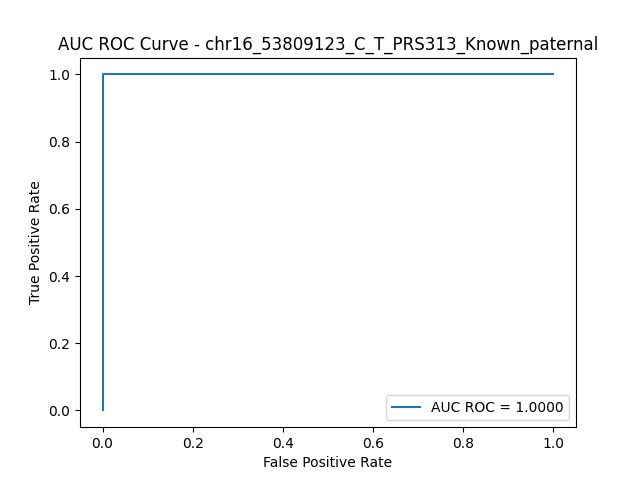 AUC ROC Curve - chr16_53809123_C_T_PRS313_Known_paternal
1.0
0.8
0.6
0.4
0.2
0.0
True Positive Rate
AUC ROC = 1.0000
0.0 0.2 0.4 0.6 0.8 1.0
False Positive Rate